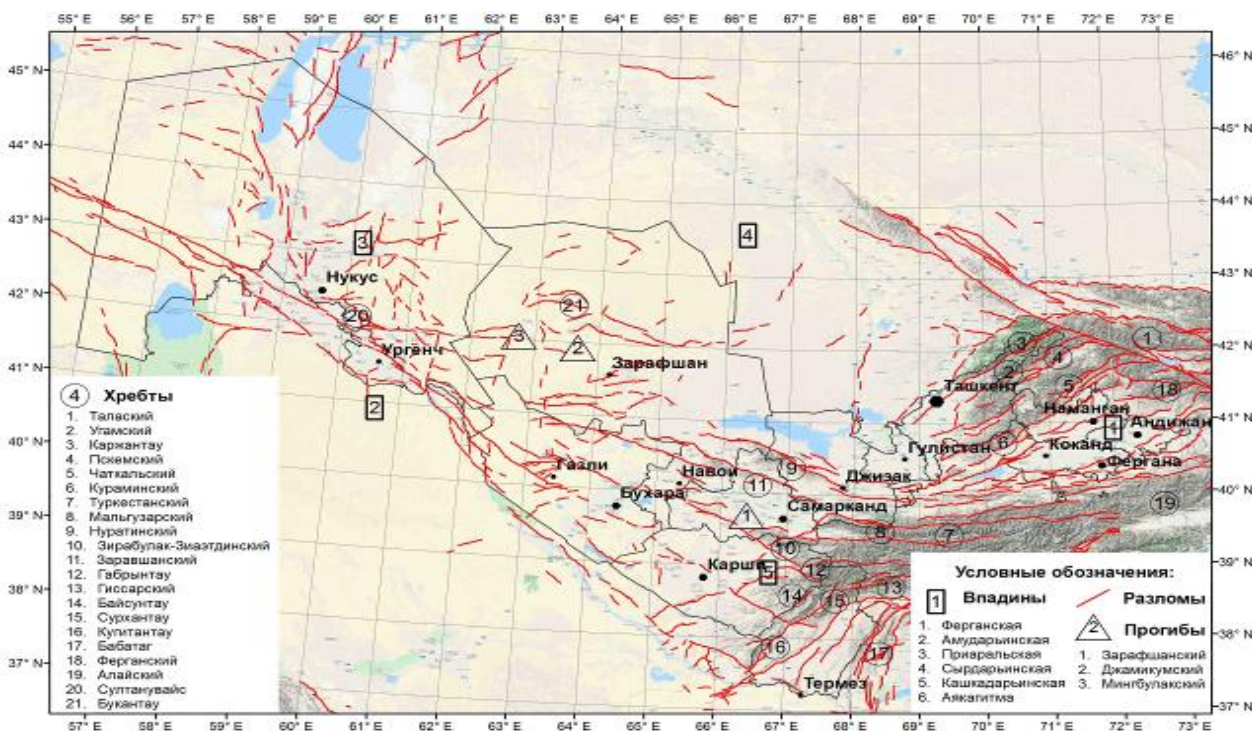 55° E 56° E 57° E 58° E 59° E 60° E 61° E 62° E 63° E 64° E 65° E 66° E 67° E 68° E 69° E 70° E 71° E 72° E 73° E
45° N
44° N
43° N
42° N
41° N
40° N
39° N
38° N
37° N
46° N
45° N
44° N
43° N
42° N
41° N
40° N
39° N
38° N
37° N
4
3
Нукус
21
20
3
2
Ургенч
Зарафшан
2
1
3
4
2
5
18
Ташкент
Наманган
1
Андижан
6
Коканд
Гулистан
Фергана
Газли
Навои
9
Джизак
11
Бухара
1
Самарканд
19
8
7
10
Карши
5
12
13
14
15
16
17
Термез
4 Хребты
1. Талаский
2. Угамский
3. Каржантау
4. Пскемский
5. Чаткальский
6. Кураминский
7. Туркестанский
8. Мальгузарский
9. Нуратинский
10. Зирабулак-Зиаэтдинский
11. Заравшанский
12. Габрынтау
13. Гиссарский
14. Байсунтау
15. Сурхантау
16. Кугитантау
17. Бабатаг
18. Ферганский
19. Алайский
20. Султанувайс
21. Букантау
Условные обозначения:
1 Впадины
1. Ферганская
2. Амударьинская
3. Приаральская
4. Сырдарьинская
5. Кашкадарьинская
6. Аякагитма
Разломы
2 Прогибы
1. Зарафшанский
2. Джамикумский
3. Мингбулакский
57° E 58° E 59° E 60° E 61° E 62° E 63° E 64° E 65° E 66° E 67° E 68° E 69° E 70° E 71° E 72° E 73° E